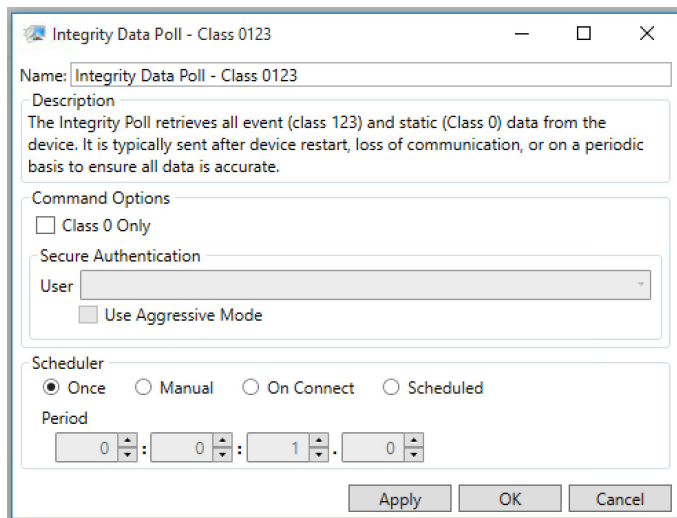 Integrity Data Poll - Class 0123
Name: Integrity Data Poll - Class 0123
Description
The Integrity Poll retrieves all event (class 123) and static (Class 0) data from the
device. It is typically sent after device restart, loss of communication, or on a periodic
basis to ensure all data is accurate.
Command Options
Class 0 Only
Secure Authentication
User
Use Aggressive Mode
Scheduler
Once Manual On Connect Scheduled
Period
0 : 0 : 1 . 0
Apply OK Cancel